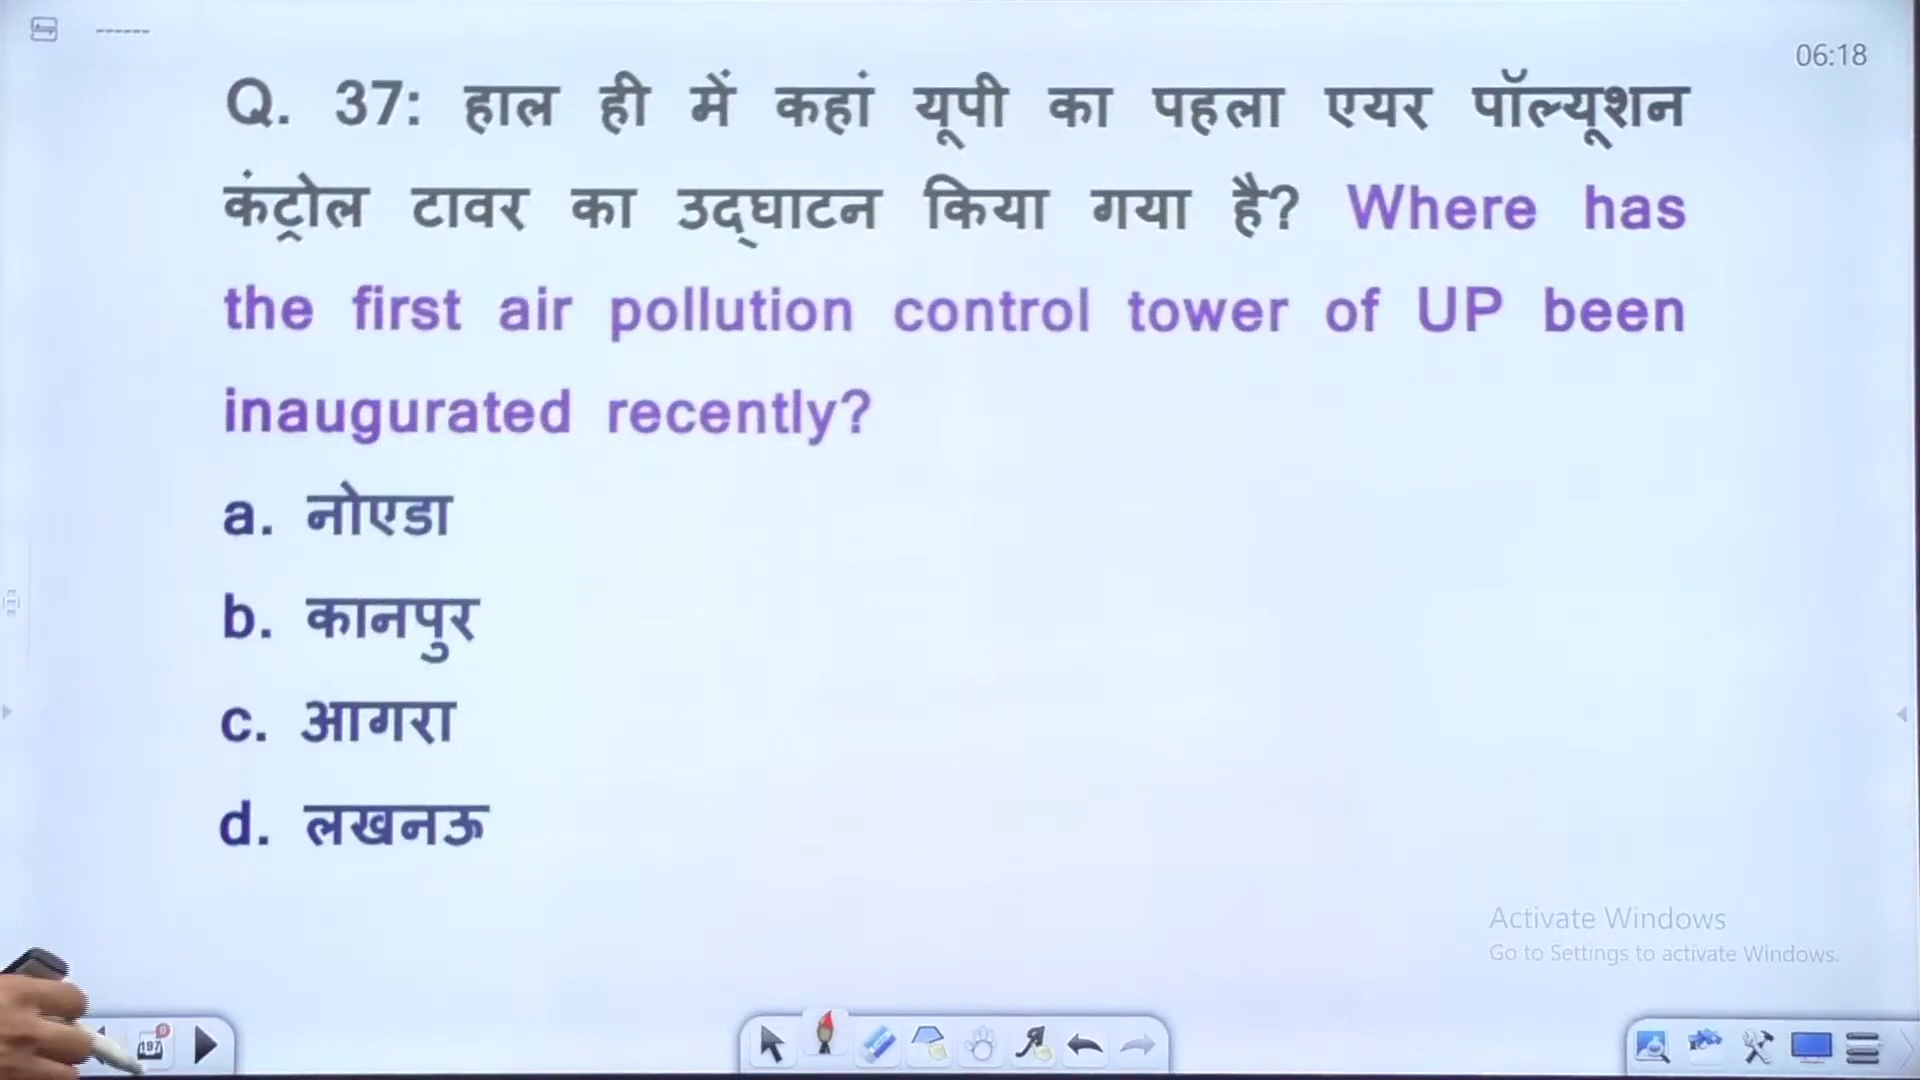 06:18
Q. 37: हाल ही में कहां यूपी का पहला एयर पॉल्यूशन
कंट्रोल टावर का उद्घाटन किया गया है? Where has
the first air pollution control tower of UP been
inaugurated recently?
a. नोएडा
b. कानपुर
c. आगरा
d. लखनऊ
Activate Windows
Go to Settings to activate Windows.
197